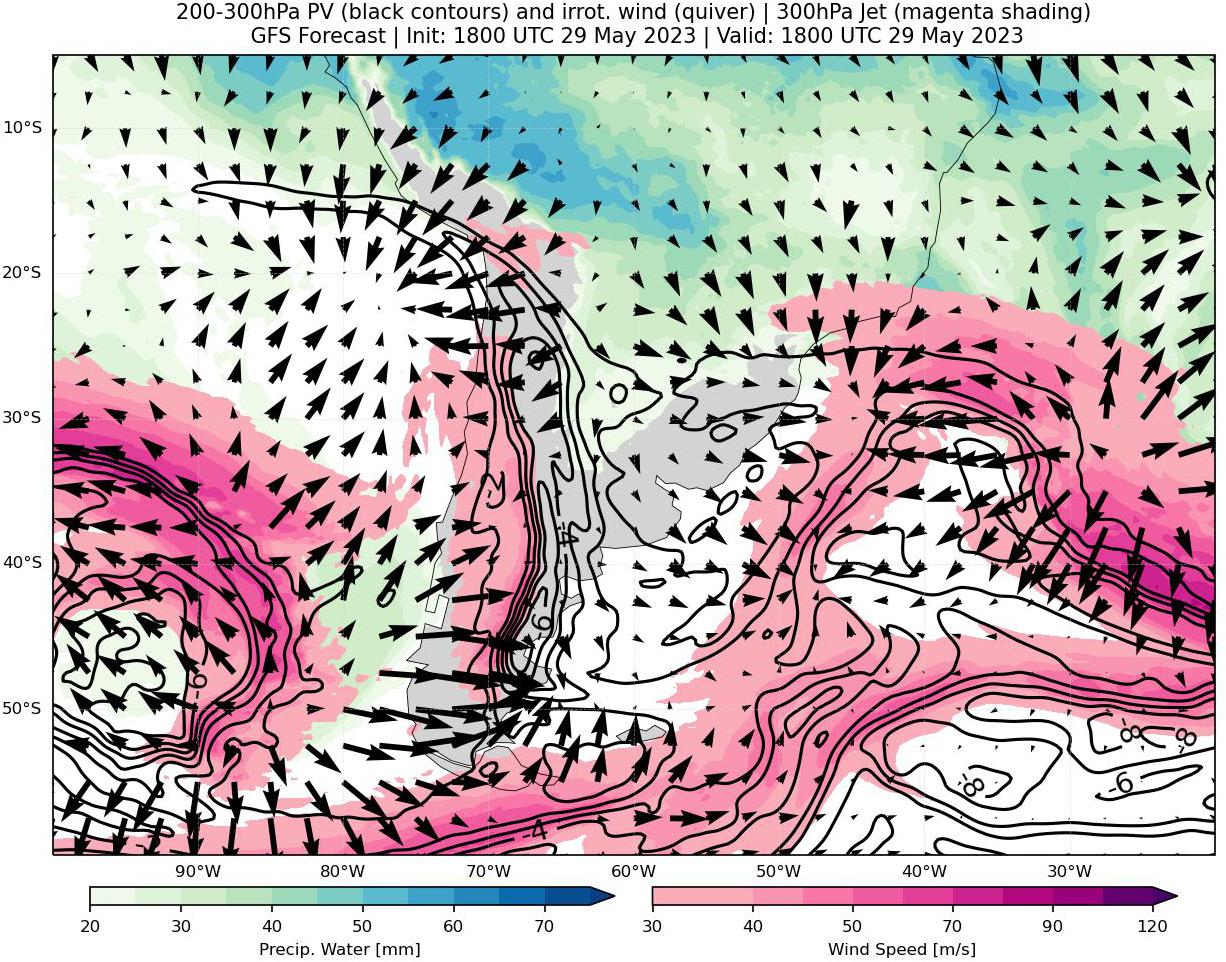 200-300hPa PV (black contours) and irrot. wind (quiver) | 300hPa Jet (magenta shading)
GFS Forecast | Init: 1800 UTC 29 May 2023 | Valid: 1800 UTC 29 May 2023
10°S
20°S
30°S
-2
-4
40°S
-6
-6
50°S
-8
-8
-8
-6
-4
90°W 80°W 70°W 60°W 50°W 40°W 30°W
20 30 40 50 60 70
30 40 50 70 90 120
Precip. Water [mm]
Wind Speed [m/s]